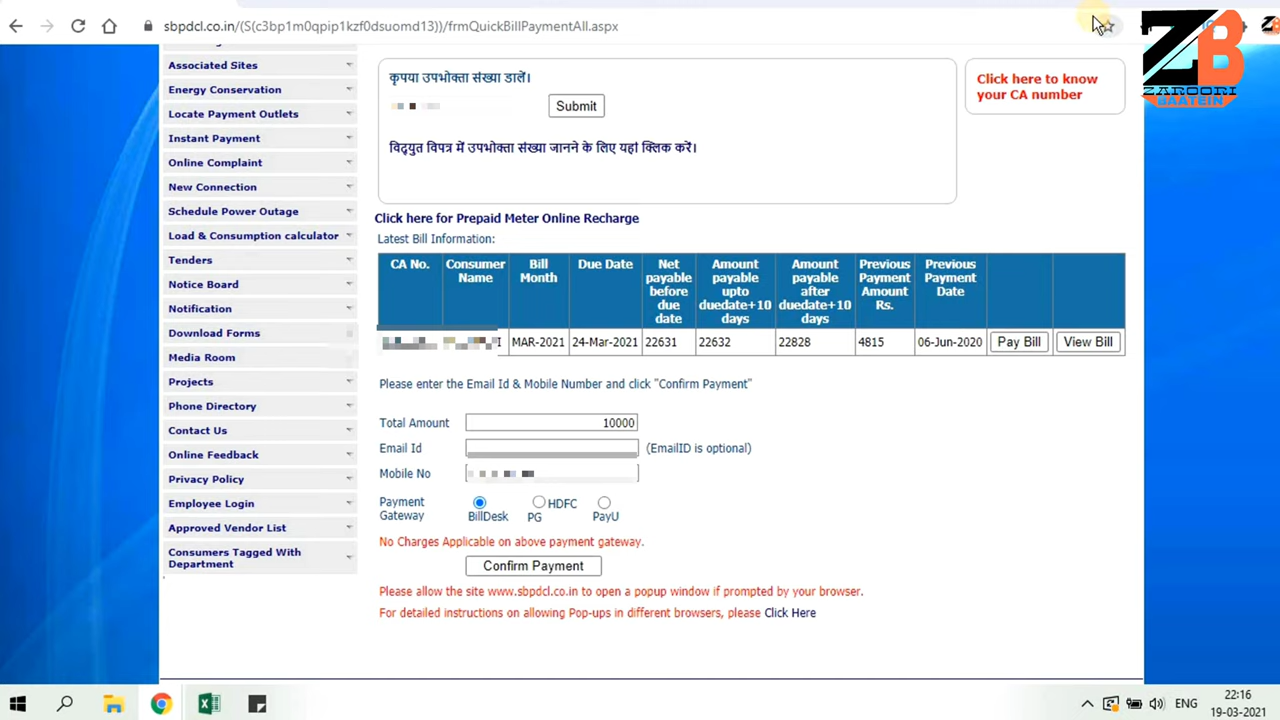 sbpdcl.co.in/(S(c3bp1m0qpip1kzf0dsuomd13))/frmQuickBillPaymentAll.aspx
ZB
ZAROORI
BAATEIN
Associated Sites
Energy Conservation
Locate Payment Outlets
Instant Payment
Online Complaint
New Connection
Schedule Power Outage
Load & Consumption calculator
Tenders
Notice Board
Notification
Download Forms
Media Room
Projects
Phone Directory
Contact Us
Online Feedback
Privacy Policy
Employee Login
Approved Vendor List
Consumers Tagged With
Department
कृपया उपभोक्ता संख्या डालें।
Submit
विद्युत विपत्र में उपभोक्ता संख्या जानने के लिए यहां क्लिक करें।
Click here to know
your CA number
Click here for Prepaid Meter Online Recharge
Latest Bill Information:
CA No. Consumer Name Bill Month Due Date Net payable before due date Amount payable upto duedate+10 days Amount payable after duedate+10 days Previous Payment Amount Rs. Previous Payment Date
MAR-2021 24-Mar-2021 22631 22632 22828 4815 06-Jun-2020 Pay Bill View Bill
Please enter the Email Id & Mobile Number and click "Confirm Payment"
Total Amount 10000
Email Id (EmailID is optional)
Mobile No
Payment Gateway BillDesk HDFC PG PayU
No Charges Applicable on above payment gateway.
Confirm Payment
Please allow the site www.sbpdcl.co.in to open a popup window if prompted by your browser.
For detailed instructions on allowing Pop-ups in different browsers, please Click Here
ENG
22:16
19-03-2021